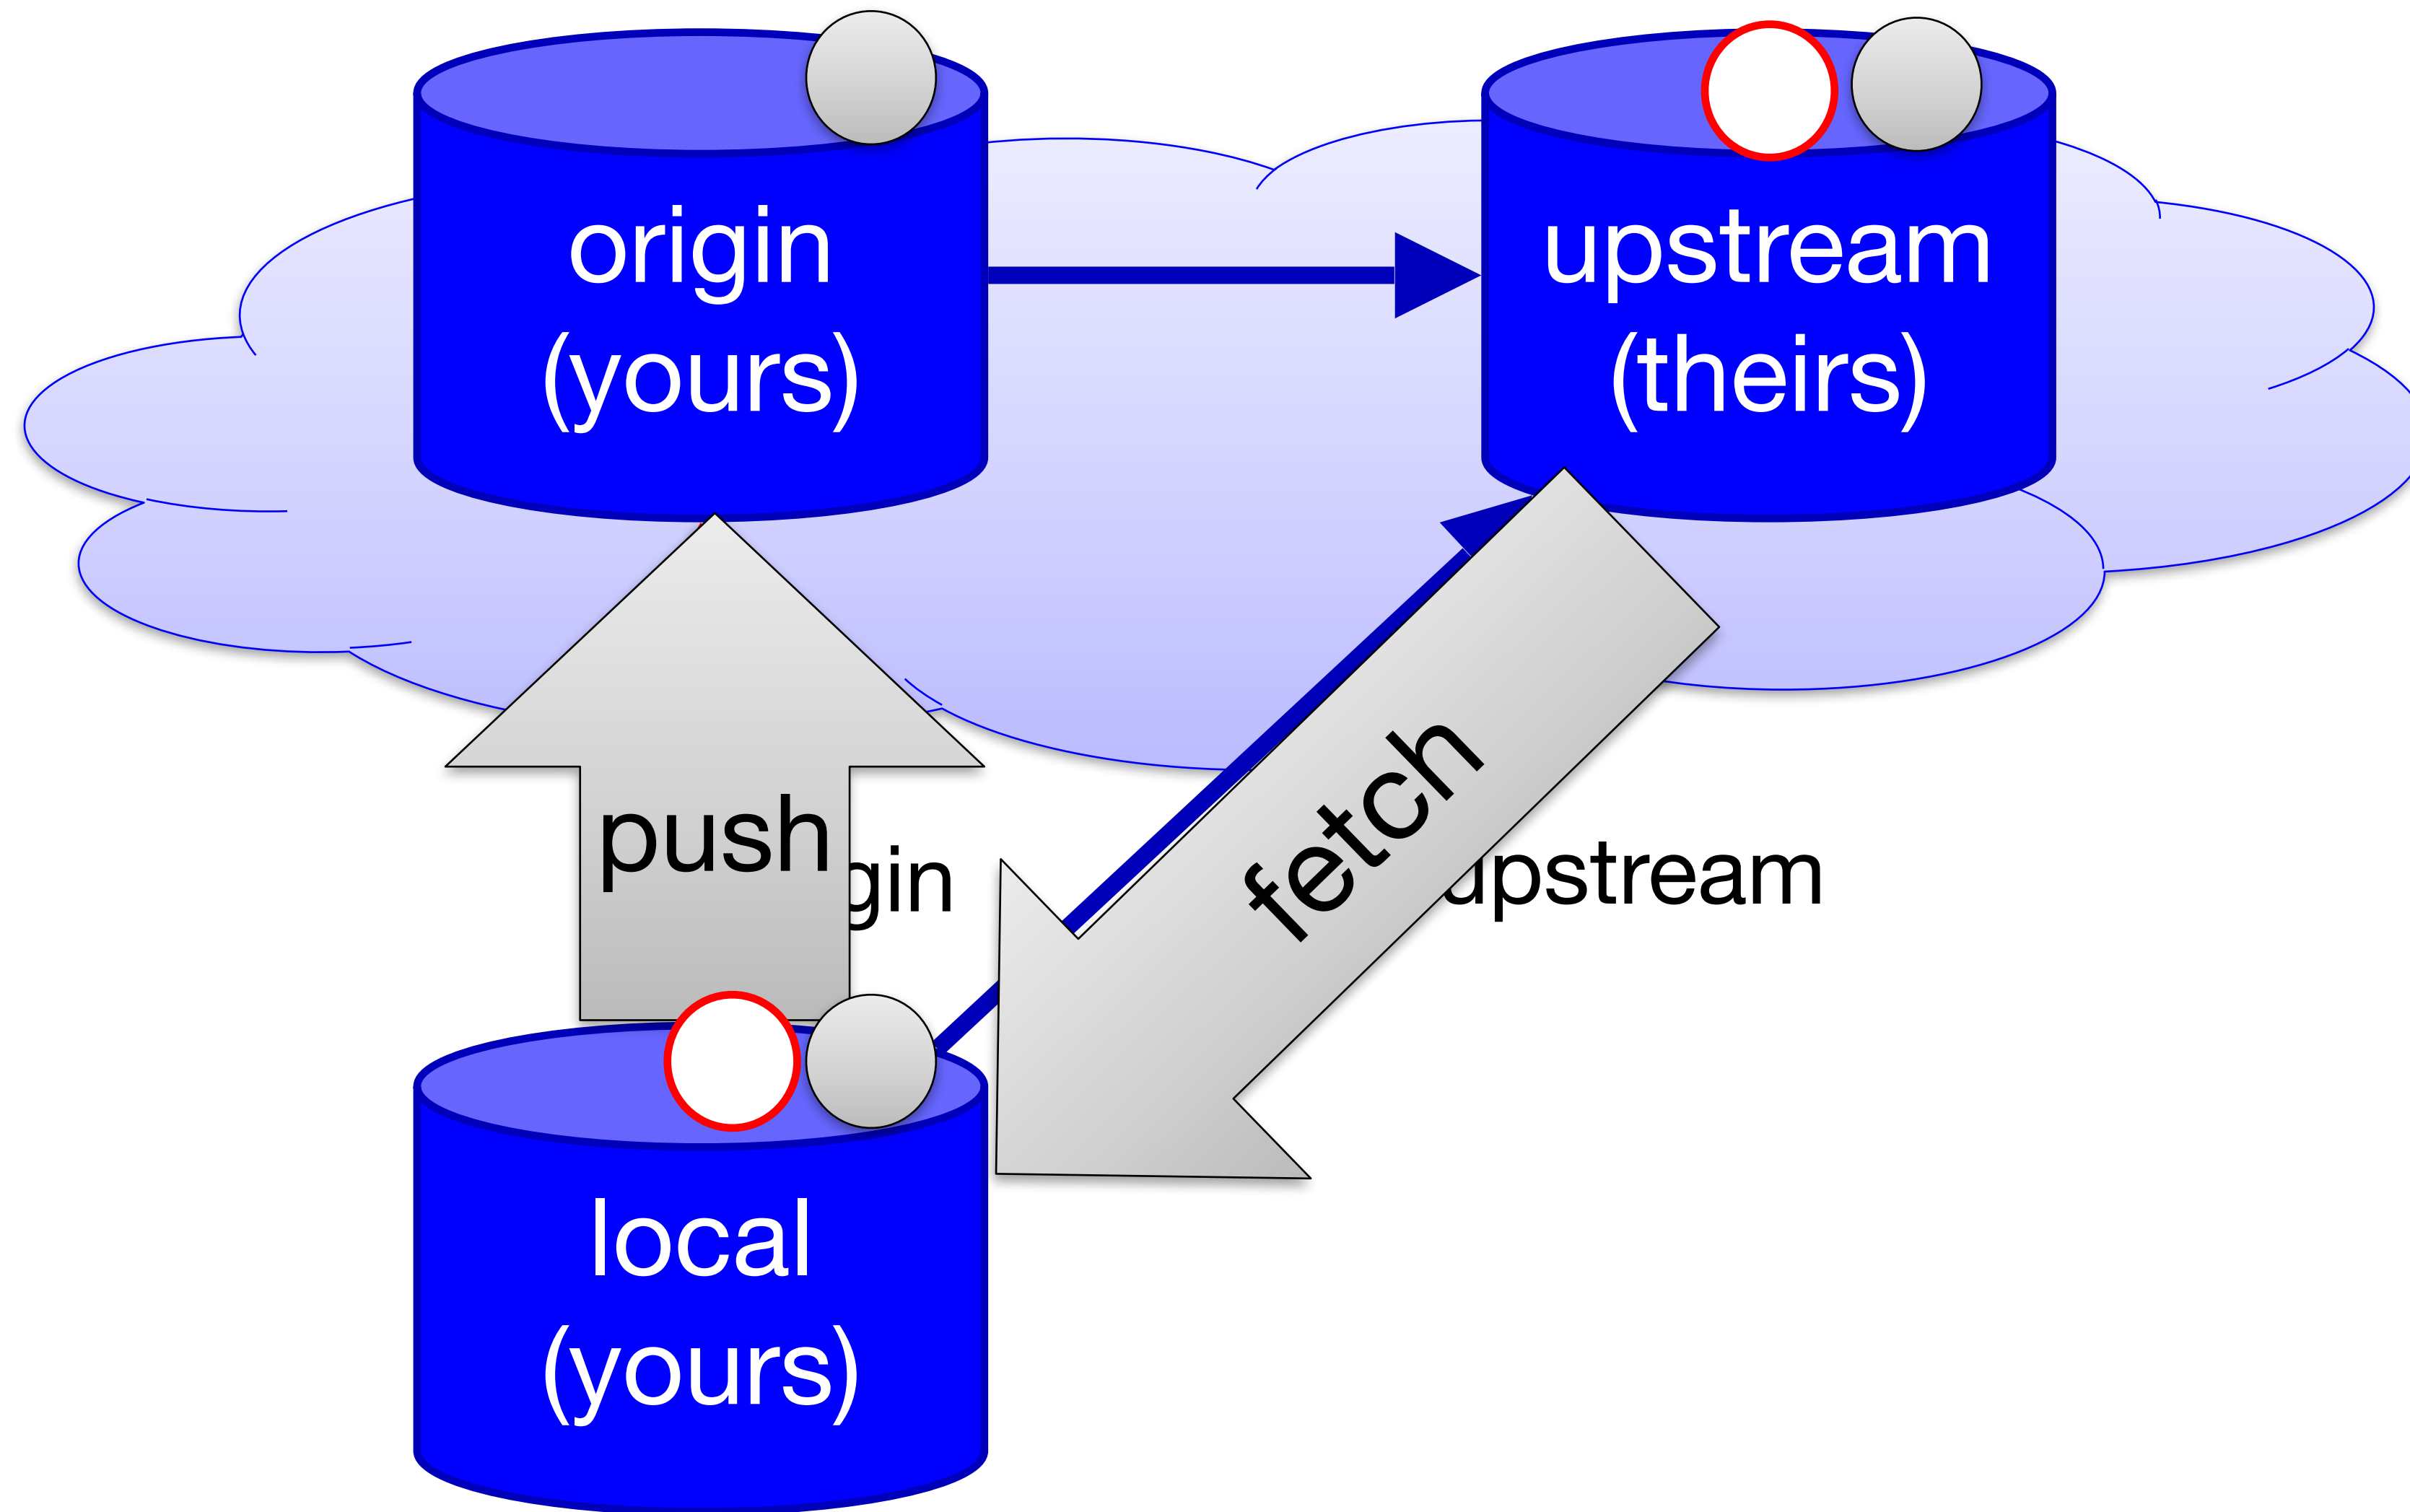 origin
(yours)
upstream
(theirs)
push
gin
fetch
upstream
local
(yours)